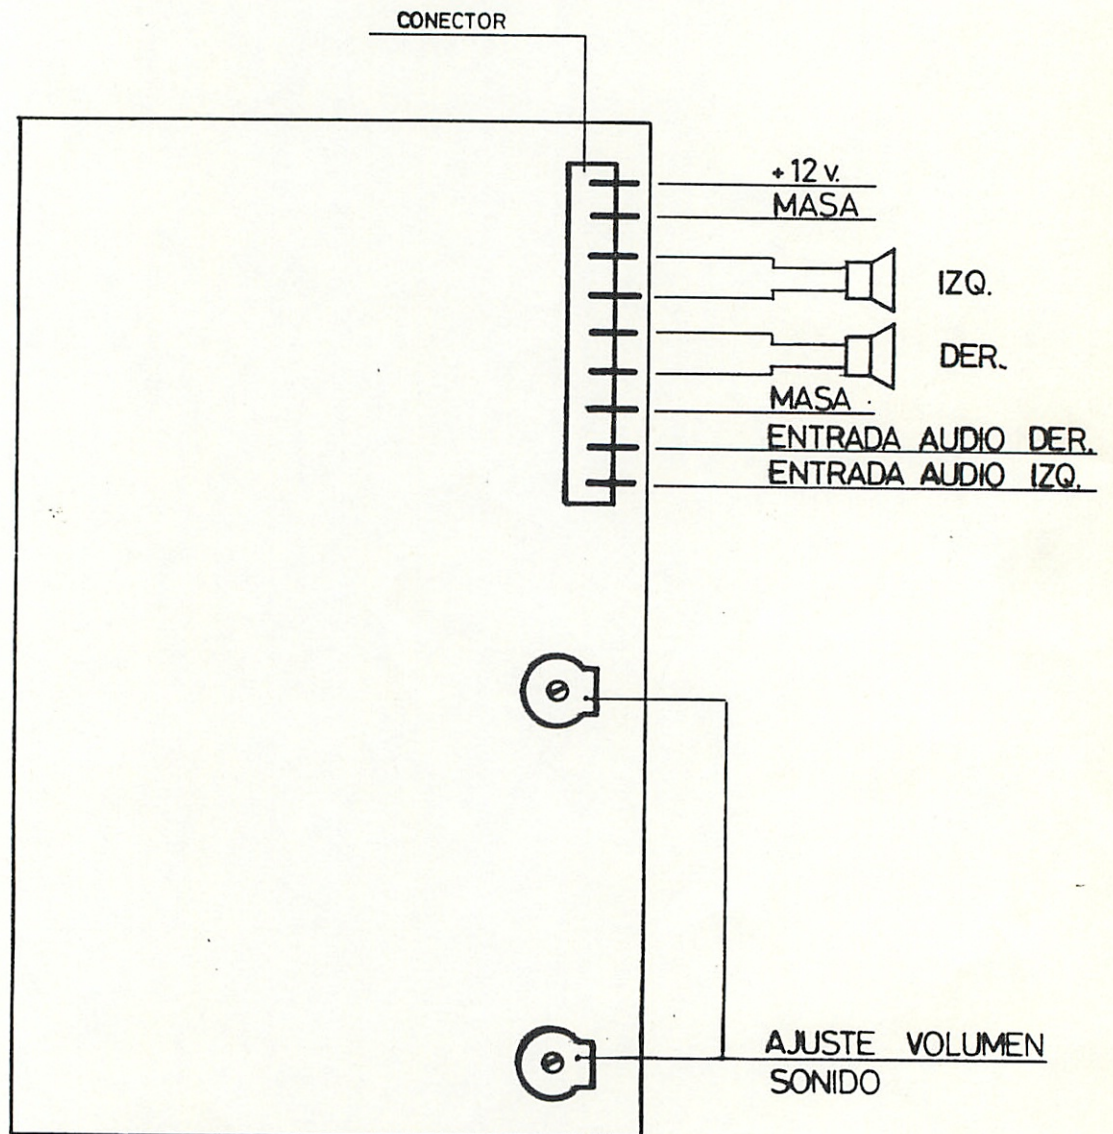 CONECTOR
+12 v.
MASA
IZQ.
DER.
MASA
ENTRADA AUDIO DER.
ENTRADA AUDIO IZQ.
AJUSTE VOLUMEN
SONIDO